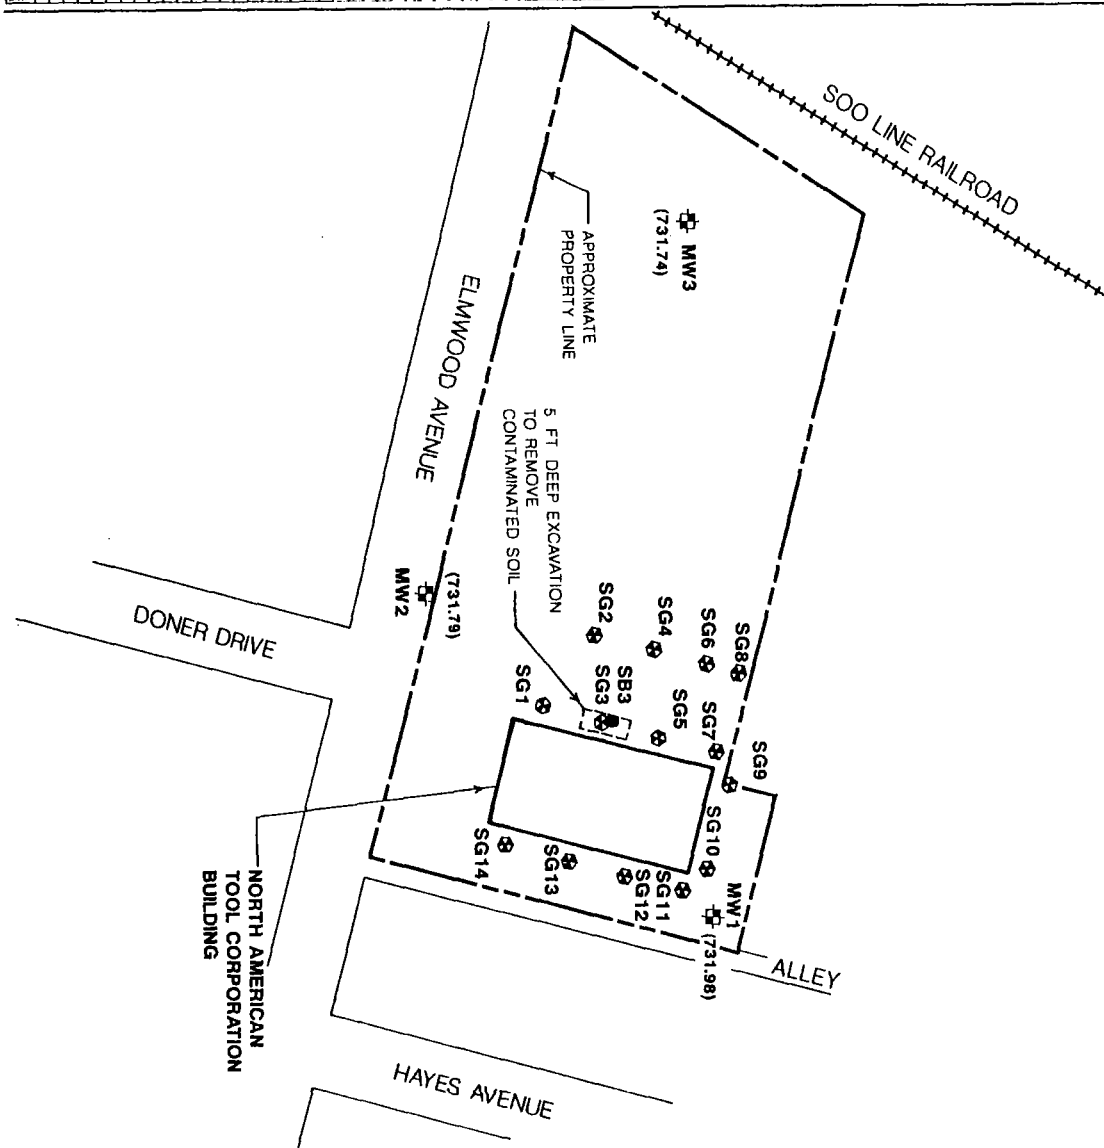 SOO LINE RAILROAD
MW3
(731.74)
APPROXIMATE
PROPERTY LINE
ELMWOOD AVENUE
5 FT DEEP EXCAVATION
TO REMOVE
CONTAMINATED SOIL
(731.79)
MW2
DONER DRIVE
SG2
SG4
SG6
SG8
SG1
SG3
SB3
SG5
SG7
SG9
SG10
SG11
SG12
SG13
SG14
MW1
(731.98)
ALLEY
NORTH AMERICAN
TOOL CORPORATION
BUILDING
HAYES AVENUE